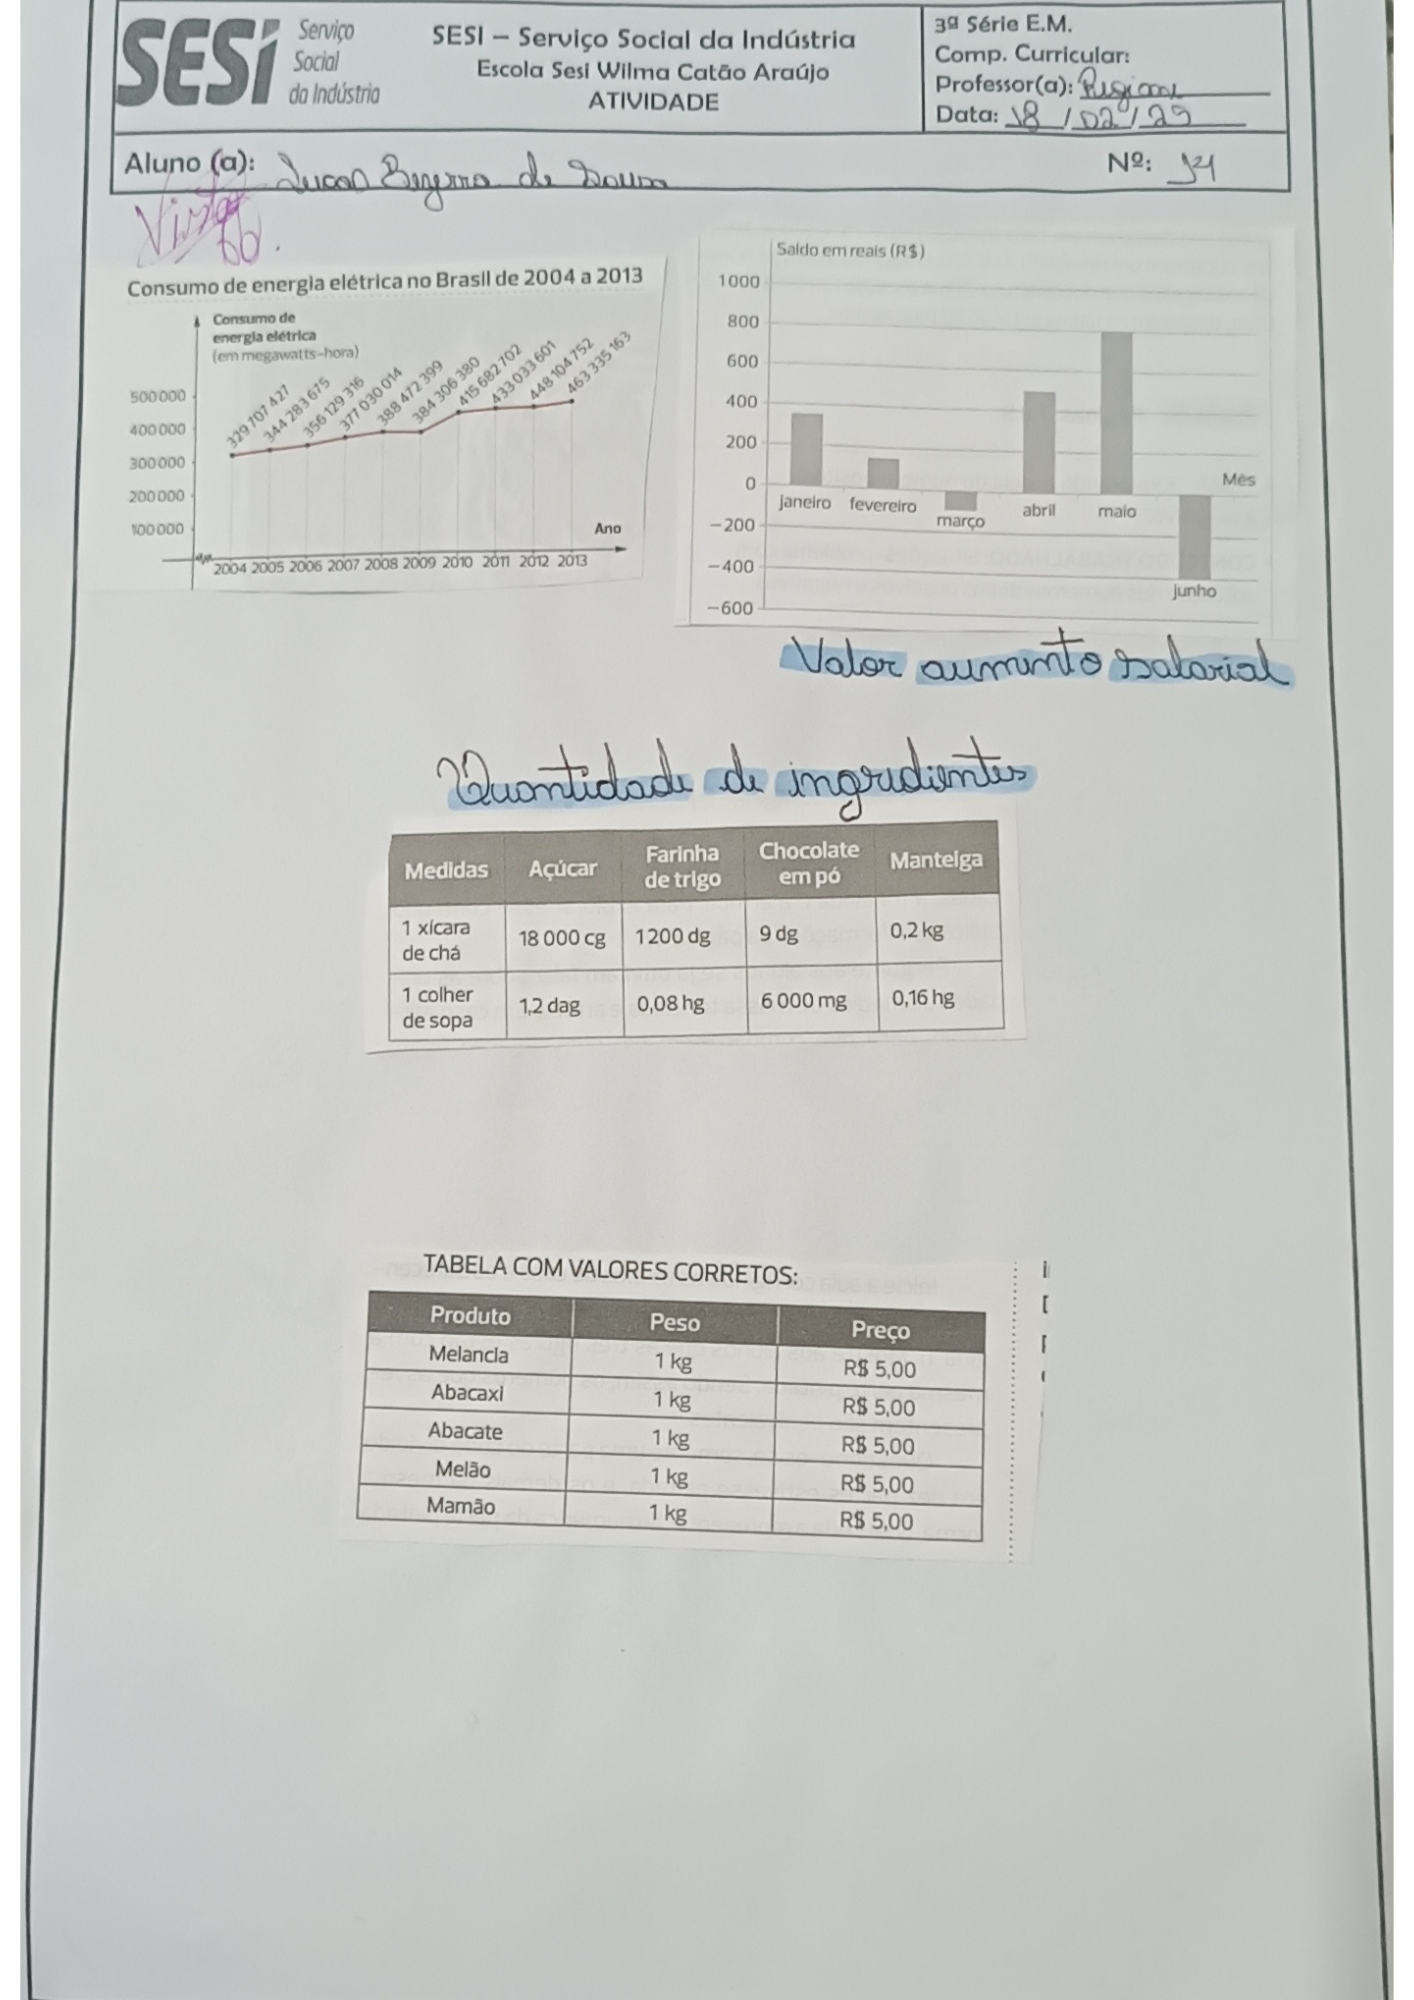 SESI Serviço
Social
da Indústria
SESI – Serviço Social da Indústria
Escola Sesi Wilma Catão Araújo
ATIVIDADE
3ª Série E.M.
Comp. Curricular:
Professor(a): Regiane
Data: 18/02/25
Aluno (a): Lucas Bezerra de Souza
Nº: 14
Visto
Consumo de energia elétrica no Brasil de 2004 a 2013
Consumo de
energia elétrica
(em megawatts-hora)
500 000
400 000
300 000
200 000
100 000
329 707 427
344 283 675
356 129 316
377 030 014
388 472 399
384 306 380
415 682 702
433 033 601
448 104 752
463 335 163
Ano
2004 2005 2006 2007 2008 2009 2010 2011 2012 2013
Saldo em reais (R$)
1000
800
600
400
200
0
−200
−400
−600
Mês
janeiro fevereiro março abril maio junho
Valor aumento salarial
Quantidade de ingredientes
Medidas Açúcar Farinha de trigo Chocolate em pó Manteiga
1 xícara de chá 18 000 cg 1 200 dg 9 dg 0,2 kg
1 colher de sopa 1,2 dag 0,08 hg 6 000 mg 0,16 hg
TABELA COM VALORES CORRETOS:
Produto Peso Preço
Melancia 1 kg R$ 5,00
Abacaxi 1 kg R$ 5,00
Abacate 1 kg R$ 5,00
Melão 1 kg R$ 5,00
Mamão 1 kg R$ 5,00